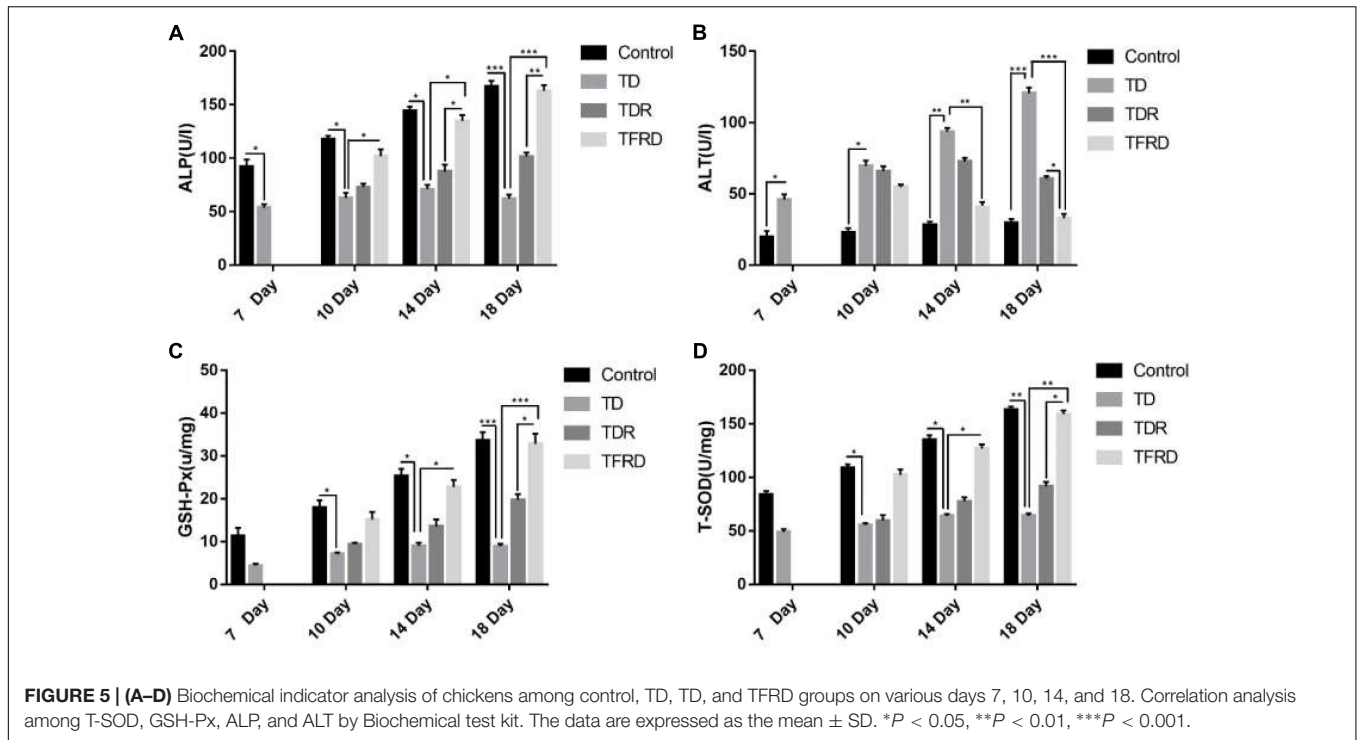 A
ALP(U/I)
200
150
100
50
0
*
*
*
*
*
*
***
***
**
7 Day
10 Day
14 Day
18 Day
Control
TD
TDR
TFRD
B
ALT(U/I)
150
100
50
0
*
*
**
**
***
***
*
7 Day
10 Day
14 Day
18 Day
Control
TD
TDR
TFRD
C
GSH-Px(u/mg)
50
40
30
20
10
0
*
*
*
***
***
*
7 Day
10 Day
14 Day
18 Day
Control
TD
TDR
TFRD
D
T-SOD(U/mg)
200
150
100
50
0
*
*
*
**
**
*
7 Day
10 Day
14 Day
18 Day
Control
TD
TDR
TFRD
FIGURE 5 | (A–D) Biochemical indicator analysis of chickens among control, TD, TD, and TFRD groups on various days 7, 10, 14, and 18. Correlation analysis
among T-SOD, GSH-Px, ALP, and ALT by Biochemical test kit. The data are expressed as the mean ± SD. *P < 0.05, **P < 0.01, ***P < 0.001.